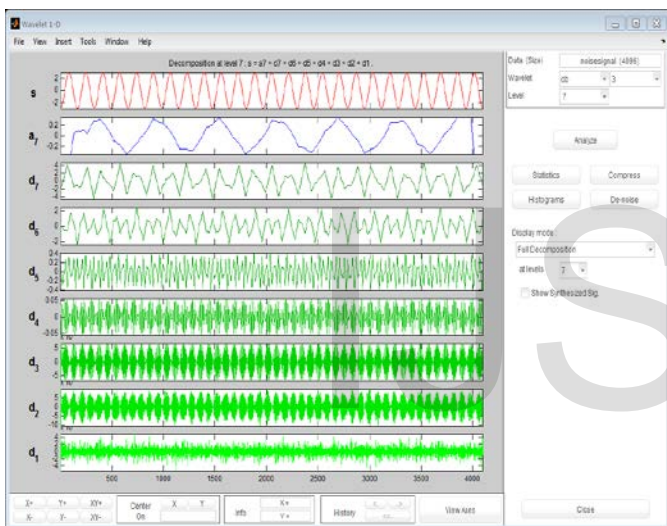 Wavelet 1-D
File View Insert Tools Window Help
Decomposition at level 7 : s = a7 + d7 + d6 + d5 + d4 + d3 + d2 + d1 .
s
a7
d7
d6
d5
d4
d3
d2
d1
500 1000 1500 2000 2500 3000 3500 4000
Data (Size) noisesignal (4096)
Wavelet db 3
Level 7
Analyze
Statistics Compress
Histograms De-noise
Display mode :
Full Decomposition
at levels 7
Show Synthesized Sig.
X+ Y+ XY+
X- Y- XY-
Center On X Y
Info
History
View Axes
Close
IJS